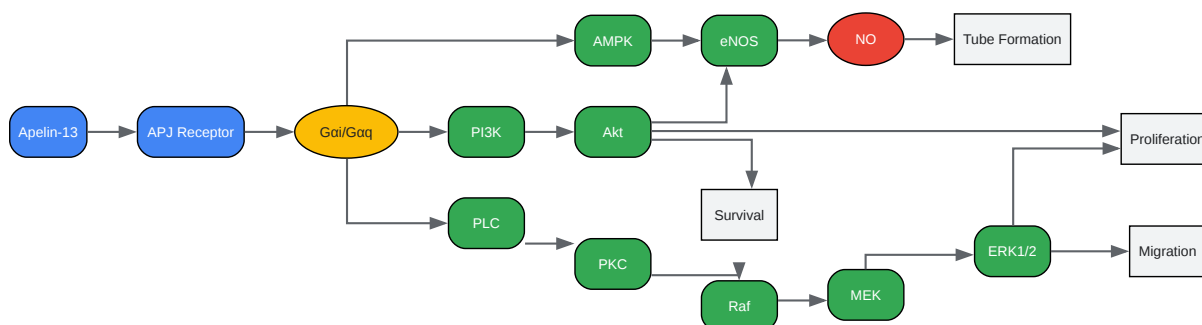 AMPK
eNOS
NO
Tube Formation
Apelin-13
APJ Receptor
Gαi/Gαq
PI3K
Akt
Proliferation
PLC
Survival
PKC
ERK1/2
Migration
Raf
MEK